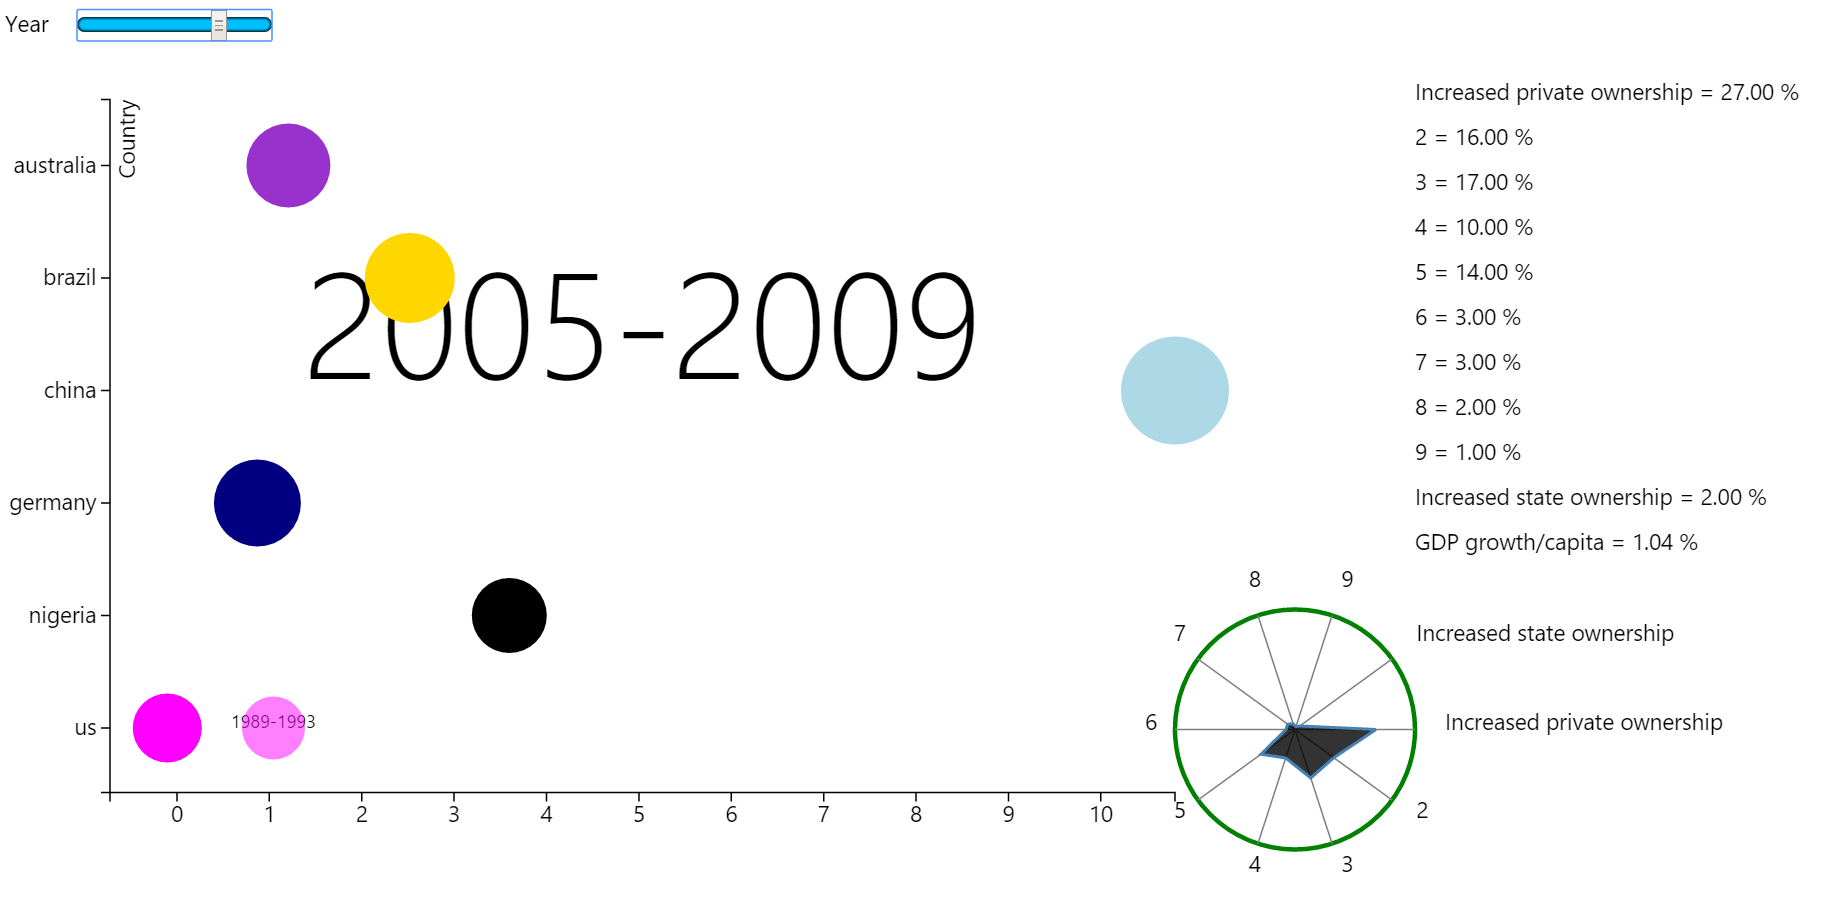 Year
Country
australia
brazil
china
germany
nigeria
us
2005-2009
1989-1993
0 1 2 3 4 5 6 7 8 9 10
Increased private ownership = 27.00 %
2 = 16.00 %
3 = 17.00 %
4 = 10.00 %
5 = 14.00 %
6 = 3.00 %
7 = 3.00 %
8 = 2.00 %
9 = 1.00 %
Increased state ownership = 2.00 %
GDP growth/capita = 1.04 %
8 9
7 Increased state ownership
6 Increased private ownership
5 2
4 3